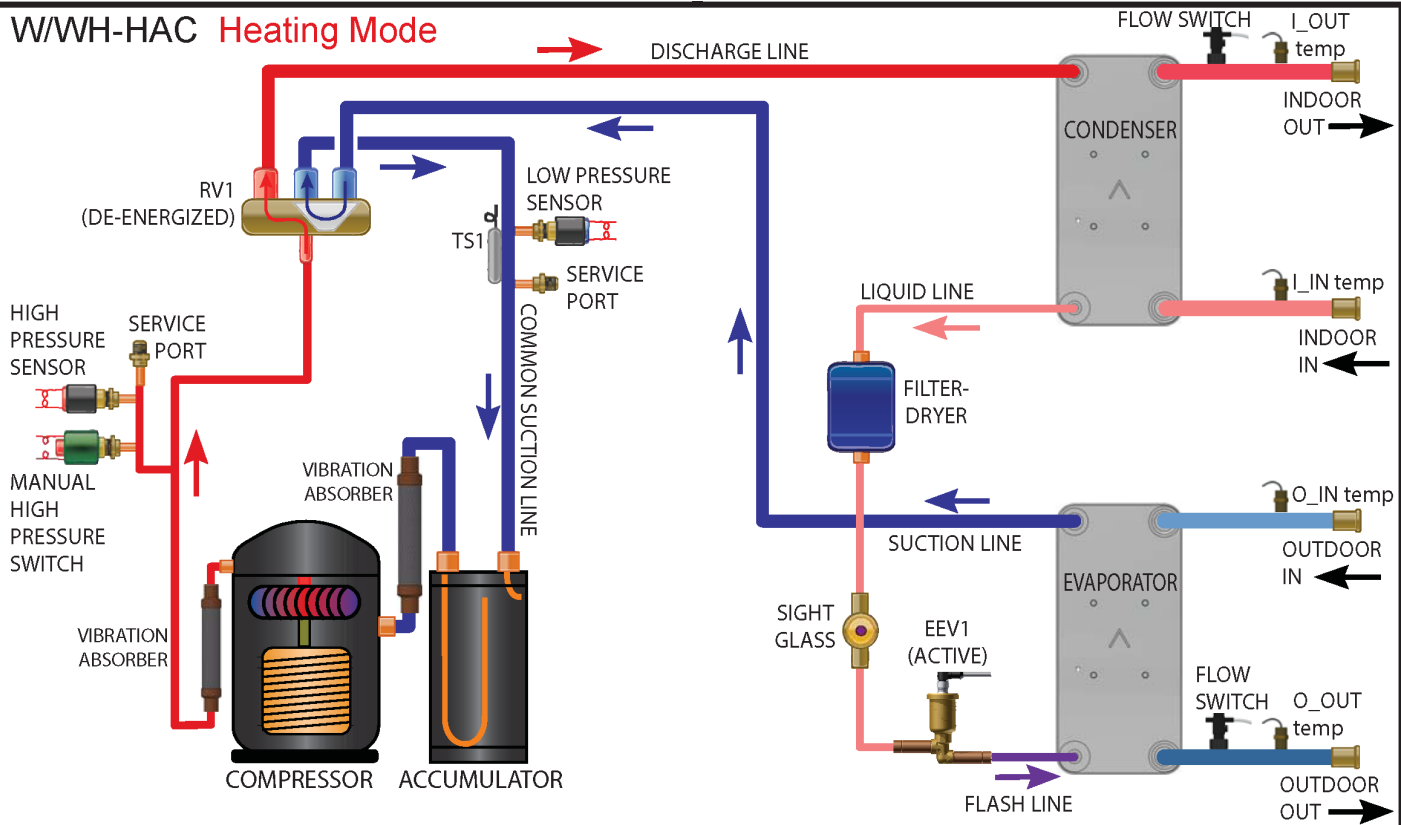 W/WH-HAC Heating Mode
DISCHARGE LINE
FLOW SWITCH
I_OUT
temp
INDOOR
OUT
CONDENSER
RV1
(DE-ENERGIZED)
LOW PRESSURE
SENSOR
TS1
SERVICE
PORT
LIQUID LINE
I_IN temp
INDOOR
IN
HIGH
PRESSURE
SENSOR
SERVICE
PORT
COMMON SUCTION LINE
FILTER-
DRYER
MANUAL
HIGH
PRESSURE
SWITCH
VIBRATION
ABSORBER
O_IN temp
OUTDOOR
IN
SUCTION LINE
EVAPORATOR
SIGHT
GLASS
EEV1
(ACTIVE)
VIBRATION
ABSORBER
FLOW
SWITCH
O_OUT
temp
OUTDOOR
OUT
COMPRESSOR
ACCUMULATOR
FLASH LINE